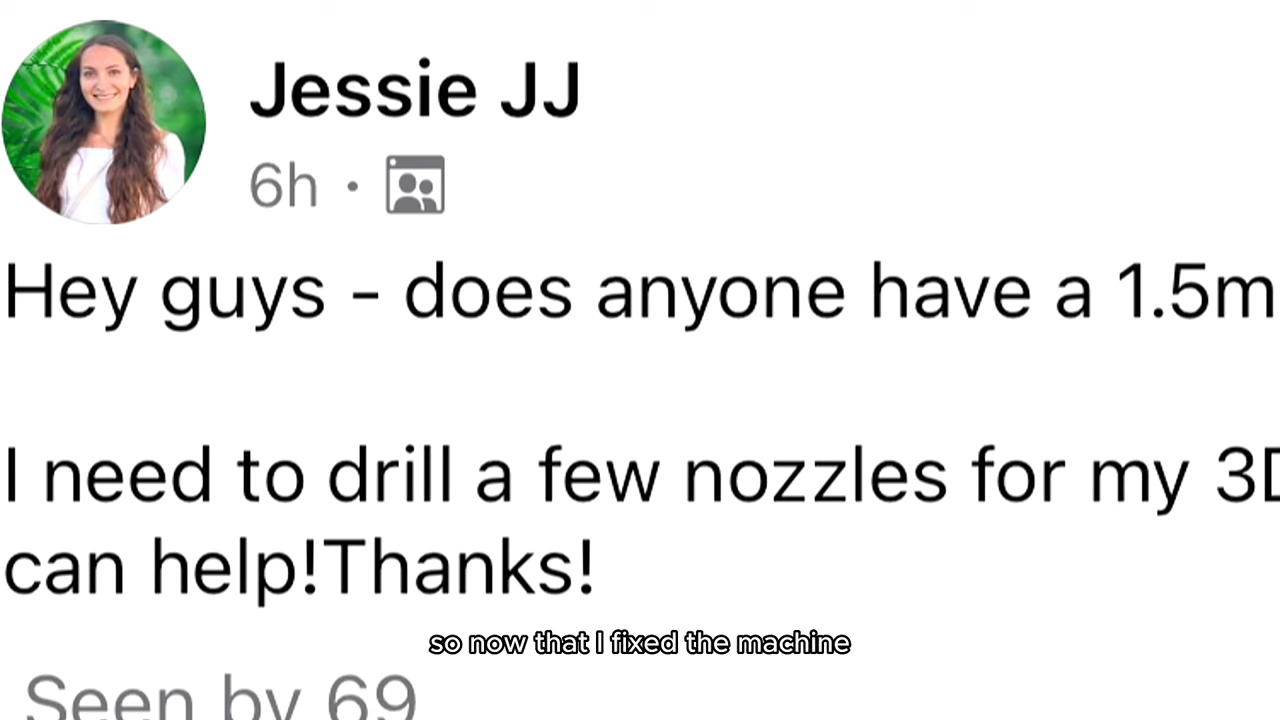 Jessie JJ
6h ·
Hey guys - does anyone have a 1.5m
I need to drill a few nozzles for my 3D
can help!Thanks!
so now that I fixed the machine
Seen by 69